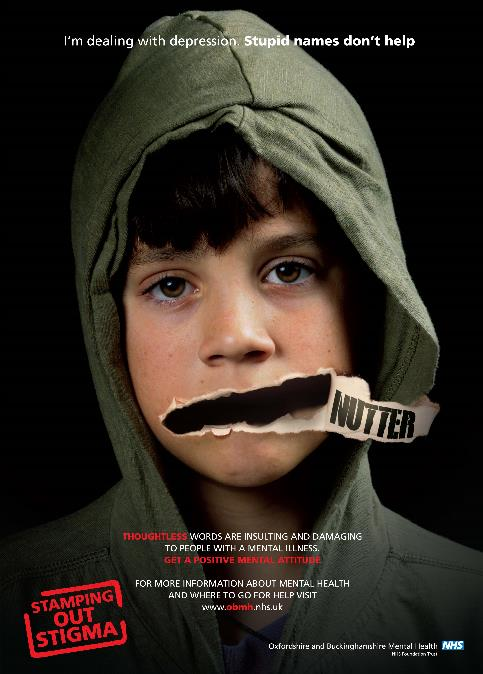 I'm dealing with depression. Stupid names don't help
NUTTER
THOUGHTLESS WORDS ARE INSULTING AND DAMAGING
TO PEOPLE WITH A MENTAL ILLNESS.
GET A POSITIVE MENTAL ATTITUDE
FOR MORE INFORMATION ABOUT MENTAL HEALTH
AND WHERE TO GO FOR HELP VISIT
www.obmh.nhs.uk
STAMPING
OUT
STIGMA
Oxfordshire and Buckinghamshire Mental Health NHS
NHS Foundation Trust